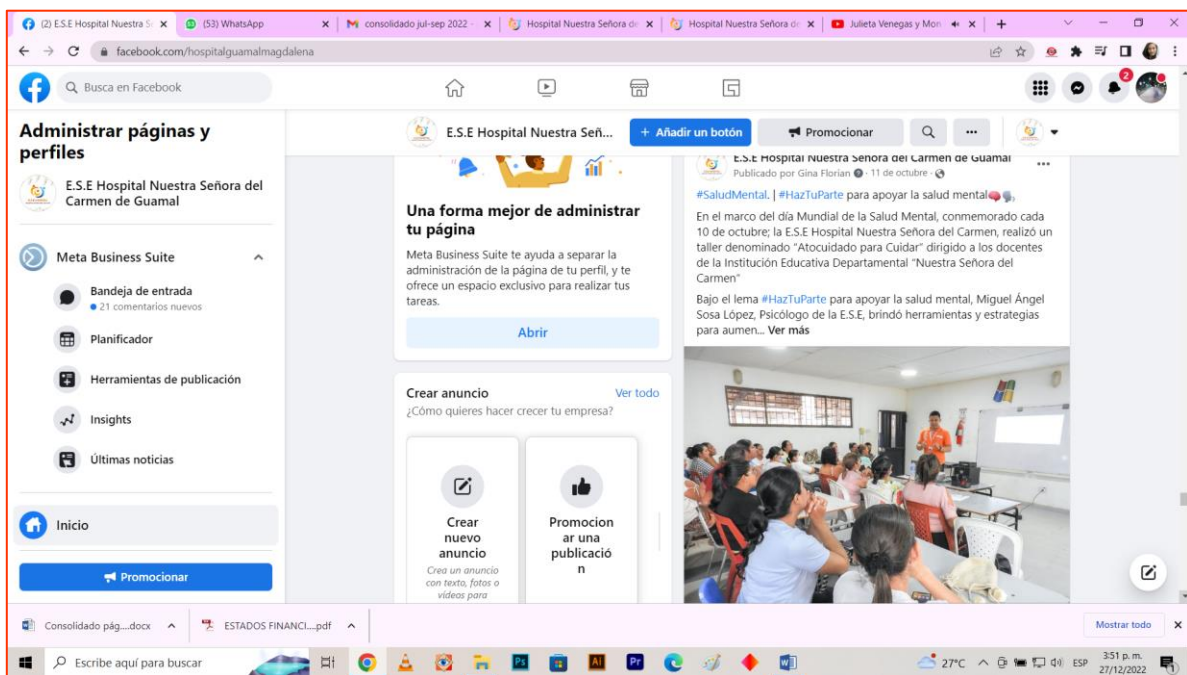 (2) E.S.E Hospital Nuestra S
(53) WhatsApp
consolidado jul-sep 2022 -
Hospital Nuestra Señora de
Hospital Nuestra Señora de
Julieta Venegas y Mon
facebook.com/hospitalguamalmagdalena
Busca en Facebook
2
Administrar páginas y
perfiles
E.S.E Hospital Nuestra Señora del
Carmen de Guamal
Meta Business Suite
Bandeja de entrada
21 comentarios nuevos
Planificador
Herramientas de publicación
Insights
Últimas noticias
Inicio
Promocionar
E.S.E Hospital Nuestra Señ...
+ Añadir un botón
Promocionar
Una forma mejor de administrar
tu página
Meta Business Suite te ayuda a separar la
administración de la página de tu perfil, y te
ofrece un espacio exclusivo para realizar tus
tareas.
Abrir
Crear anuncio
Ver todo
¿Cómo quieres hacer crecer tu empresa?
Crear
nuevo
anuncio
Crea un anuncio
con texto, fotos o
videos para
Promocion
ar una
publicació
n
E.S.E Hospital Nuestra Señora del Carmen de Guamal
Publicado por Gina Florian · 11 de octubre ·
#SaludMental. | #HazTuParte para apoyar la salud mental
En el marco del día Mundial de la Salud Mental, conmemorado cada
10 de octubre; la E.S.E Hospital Nuestra Señora del Carmen, realizó un
taller denominado "Atocuidado para Cuidar" dirigido a los docentes
de la Institución Educativa Departamental "Nuestra Señora del
Carmen"
Bajo el lema #HazTuParte para apoyar la salud mental, Miguel Ángel
Sosa López, Psicólogo de la E.S.E, brindó herramientas y estrategias
para aumen... Ver más
Consolidado pág....docx
ESTADOS FINANCI....pdf
Mostrar todo
Escribe aquí para buscar
Ps
Ai
Pr
27°C
ESP
3:51 p. m.
27/12/2022
1